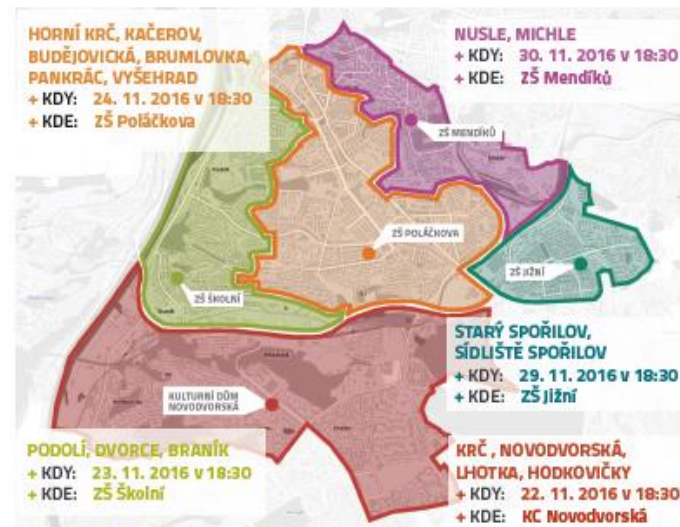 HORNÍ KRČ, KAČEROV,
BUDĚJOVICKÁ, BRUMLOVKA,
PANKRÁC, VYŠEHRAD
+ KDY: 24. 11. 2016 v 18:30
+ KDE: ZŠ Poláčkova
NUSLE, MICHLE
+ KDY: 30. 11. 2016 v 18:30
+ KDE: ZŠ Mendíků
ZŠ MENDÍKŮ
ZŠ POLÁČKOVA
ZŠ JIŽNÍ
ZŠ ŠKOLNÍ
STARÝ SPOŘILOV,
SÍDLIŠTĚ SPOŘILOV
+ KDY: 29. 11. 2016 v 18:30
+ KDE: ZŠ Jižní
KULTURNÍ DŮM
NOVODVORSKÁ
PODOLÍ, DVORCE, BRANÍK
+ KDY: 23. 11. 2016 v 18:30
+ KDE: ZŠ Školní
KRČ , NOVODVORSKÁ,
LHOTKA, HODKOVIČKY
+ KDY: 22. 11. 2016 v 18:30
+ KDE: KC Novodvorská